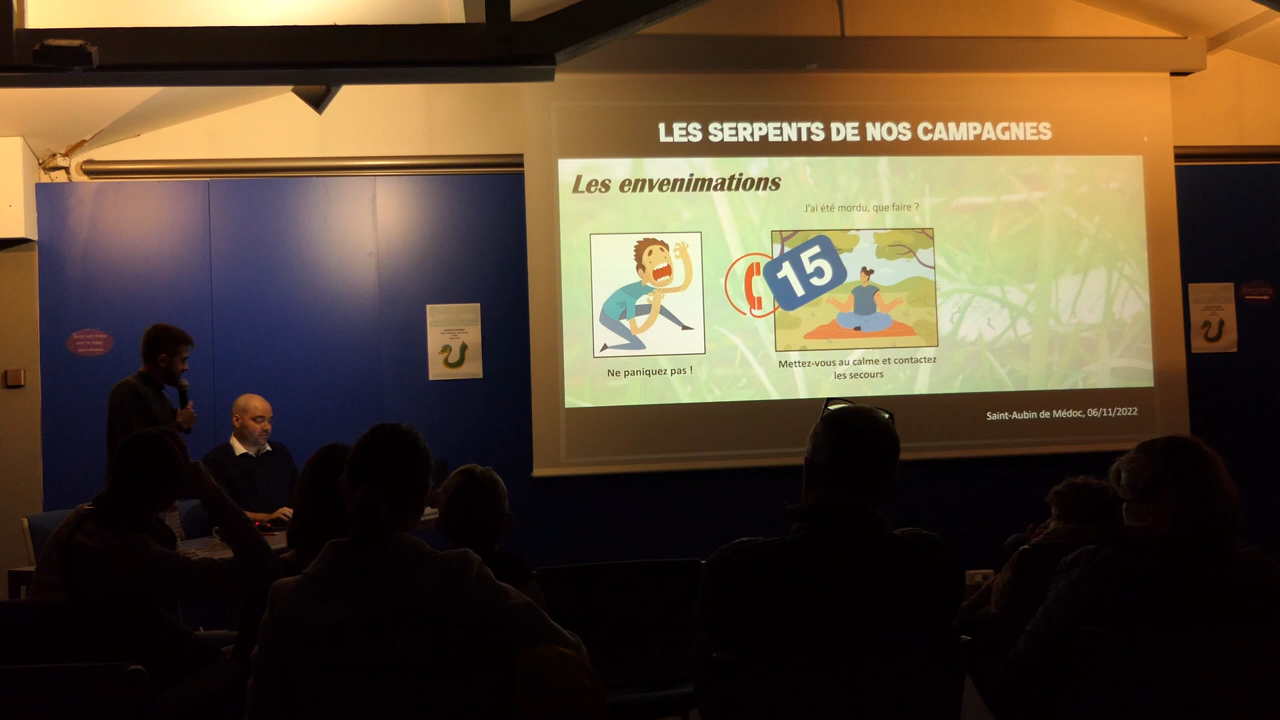 LES SERPENTS DE NOS CAMPAGNES
Les envenimations
J'ai été mordu, que faire ?
15
Ne paniquez pas !
Mettez-vous au calme et contactez
les secours
Saint-Aubin de Médoc, 06/11/2022